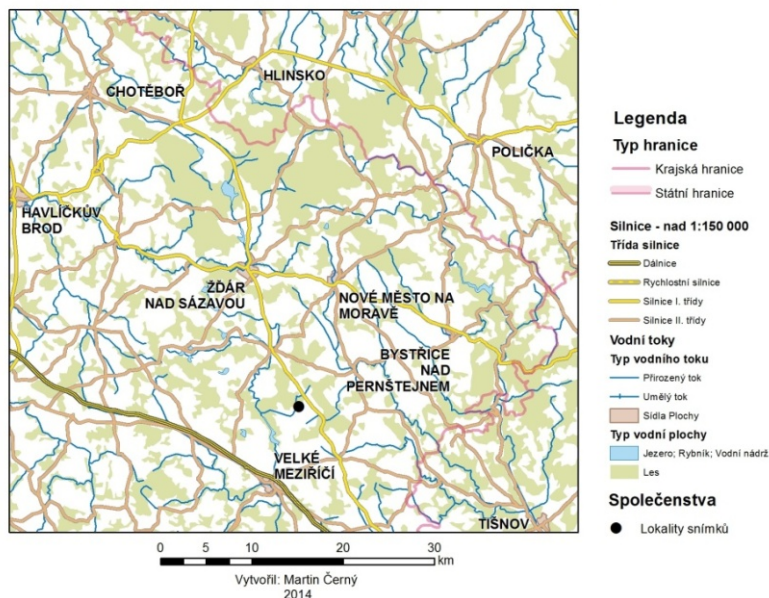 HLINSKO
CHOTĚBOŘ
POLIČKA
HAVLÍČKŮV
BROD
ŽĎÁR
NAD SÁZAVOU
NOVÉ MĚSTO NA
MORAVĚ
BYSTŘICE
NAD
PERNŠTEJNEM
VELKÉ
MEZIŘÍČÍ
TIŠNOV
0 5 10 20 30
km
Vytvořil: Martin Černý
2014
Legenda
Typ hranice
Krajská hranice
Státní hranice
Silnice - nad 1:150 000
Třída silnice
Dálnice
Rychlostní silnice
Silnice I. třídy
Silnice II. třídy
Vodní toky
Typ vodního toku
Přirozený tok
Umělý tok
Sídla Plochy
Typ vodní plochy
Jezero; Rybník; Vodní nádrž
Les
Společenstva
Lokality snímků